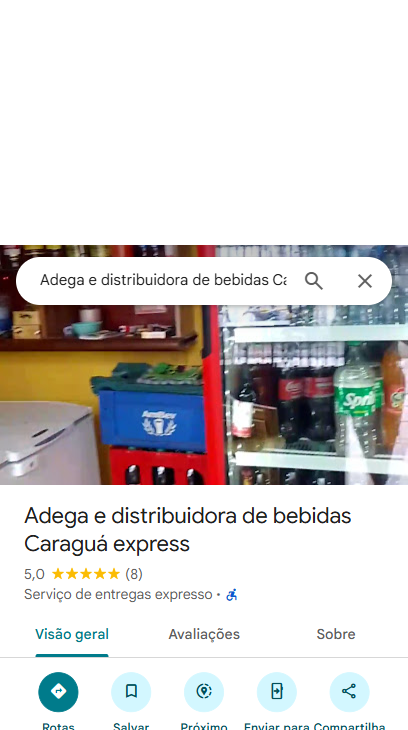 Adega e distribuidora de bebidas Ca
AmBev
Sprite
Adega e distribuidora de bebidas
Caraguá express
5,0 (8)
Serviço de entregas expresso ·
Visão geral Avaliações Sobre
Rotas Salvar Próximo Enviar para Compartilha